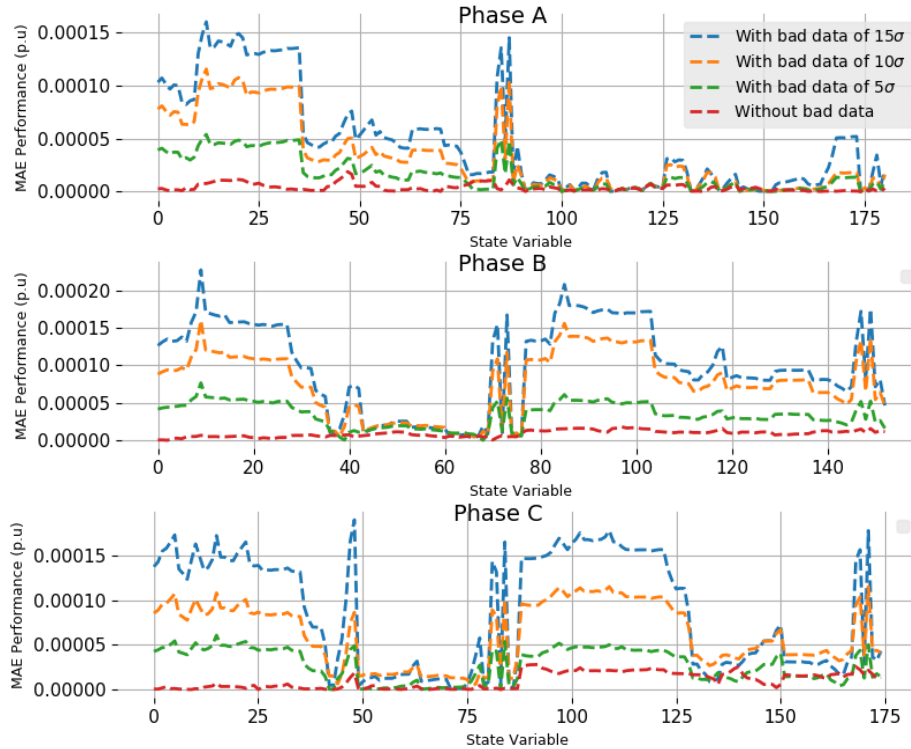 Phase A
MAE Performance (p.u)
0.00015
0.00010
0.00005
0.00000
With bad data of 15σ
With bad data of 10σ
With bad data of 5σ
Without bad data
0 25 50 75 100 125 150 175
State Variable
Phase B
MAE Performance (p.u)
0.00020
0.00015
0.00010
0.00005
0.00000
0 20 40 60 80 100 120 140
State Variable
Phase C
MAE Performance (p.u)
0.00015
0.00010
0.00005
0.00000
0 25 50 75 100 125 150 175
State Variable